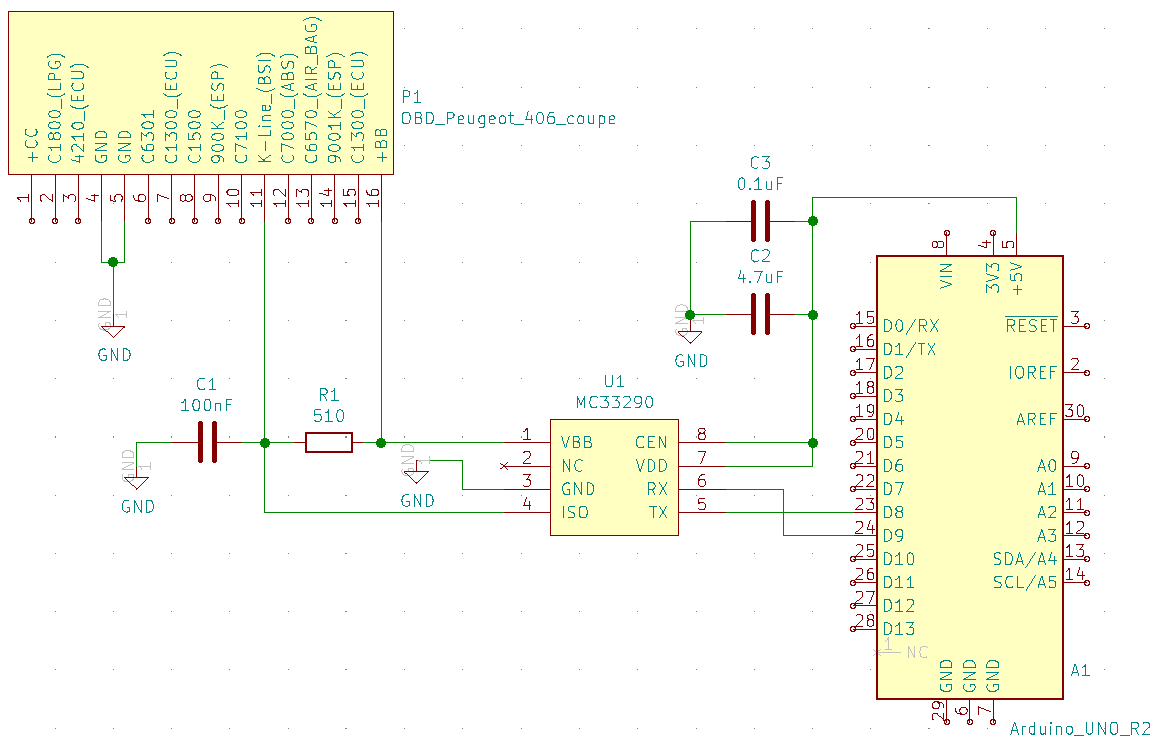 +CC
C1800_(LPG)
4210_(ECU)
GND
GND
C6301
C1300_(ECU)
C1500
900K_(ESP)
C7100
K-Line_(BSI)
C7000_(ABS)
C6570_(AIR_BAG)
9001K_(ESP)
C1300_(ECU)
+BB
1
2
3
4
5
6
7
8
9
10
11
12
13
14
15
16
P1
OBD_Peugeot_406_coupe
GND
1
GND
C1
100nF
GND
1
GND
R1
510
GND
1
GND
C3
0.1uF
C2
4.7uF
GND
1
GND
U1
MC33290
1
VBB
2
NC
3
GND
4
ISO
CEN
8
VDD
7
RX
6
TX
5
8
4
5
VIN
3V3
+5V
15
D0/RX
16
D1/TX
17
D2
18
D3
19
D4
20
D5
21
D6
22
D7
23
D8
24
D9
25
D10
26
D11
27
D12
28
D13
1
NC
RESET
3
IOREF
2
AREF
30
A0
9
A1
10
A2
11
A3
12
SDA/A4
13
SCL/A5
14
GND
GND
GND
29
6
7
A1
Arduino_UNO_R2